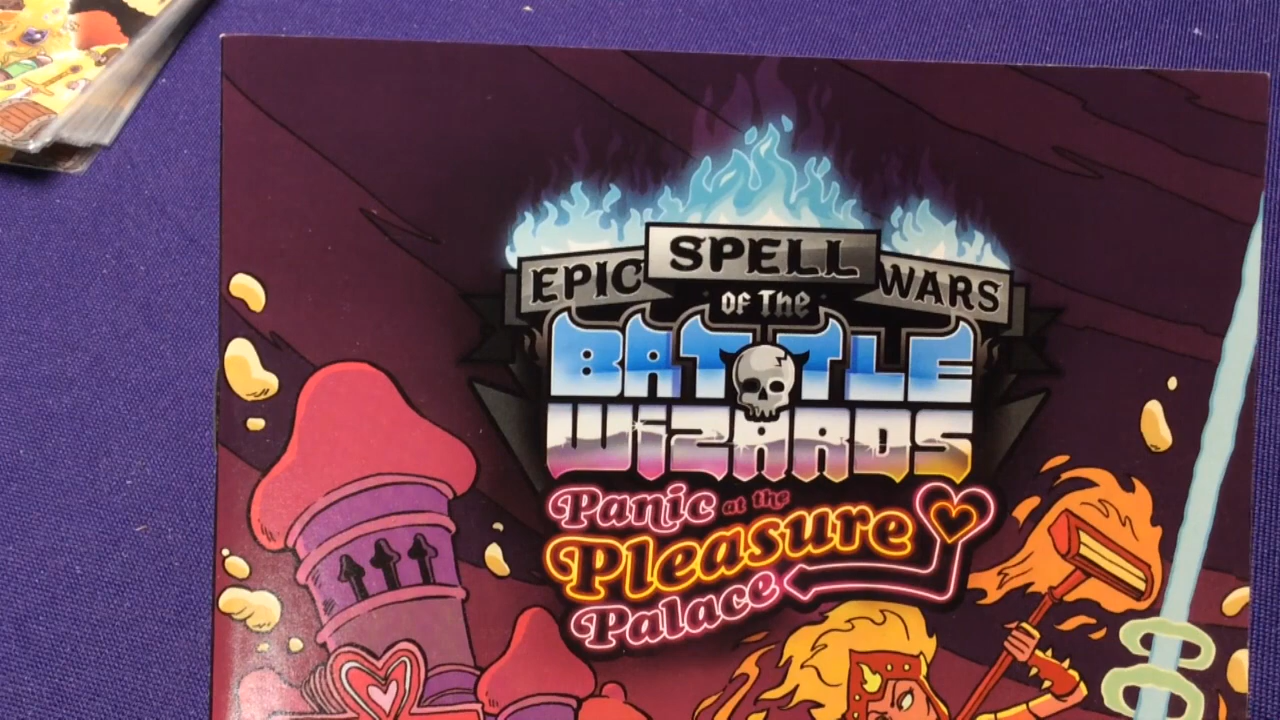 EPIC SPELL WARS
OF The
BATTLE
WIZARDS
Panic at the
Pleasure
Palace